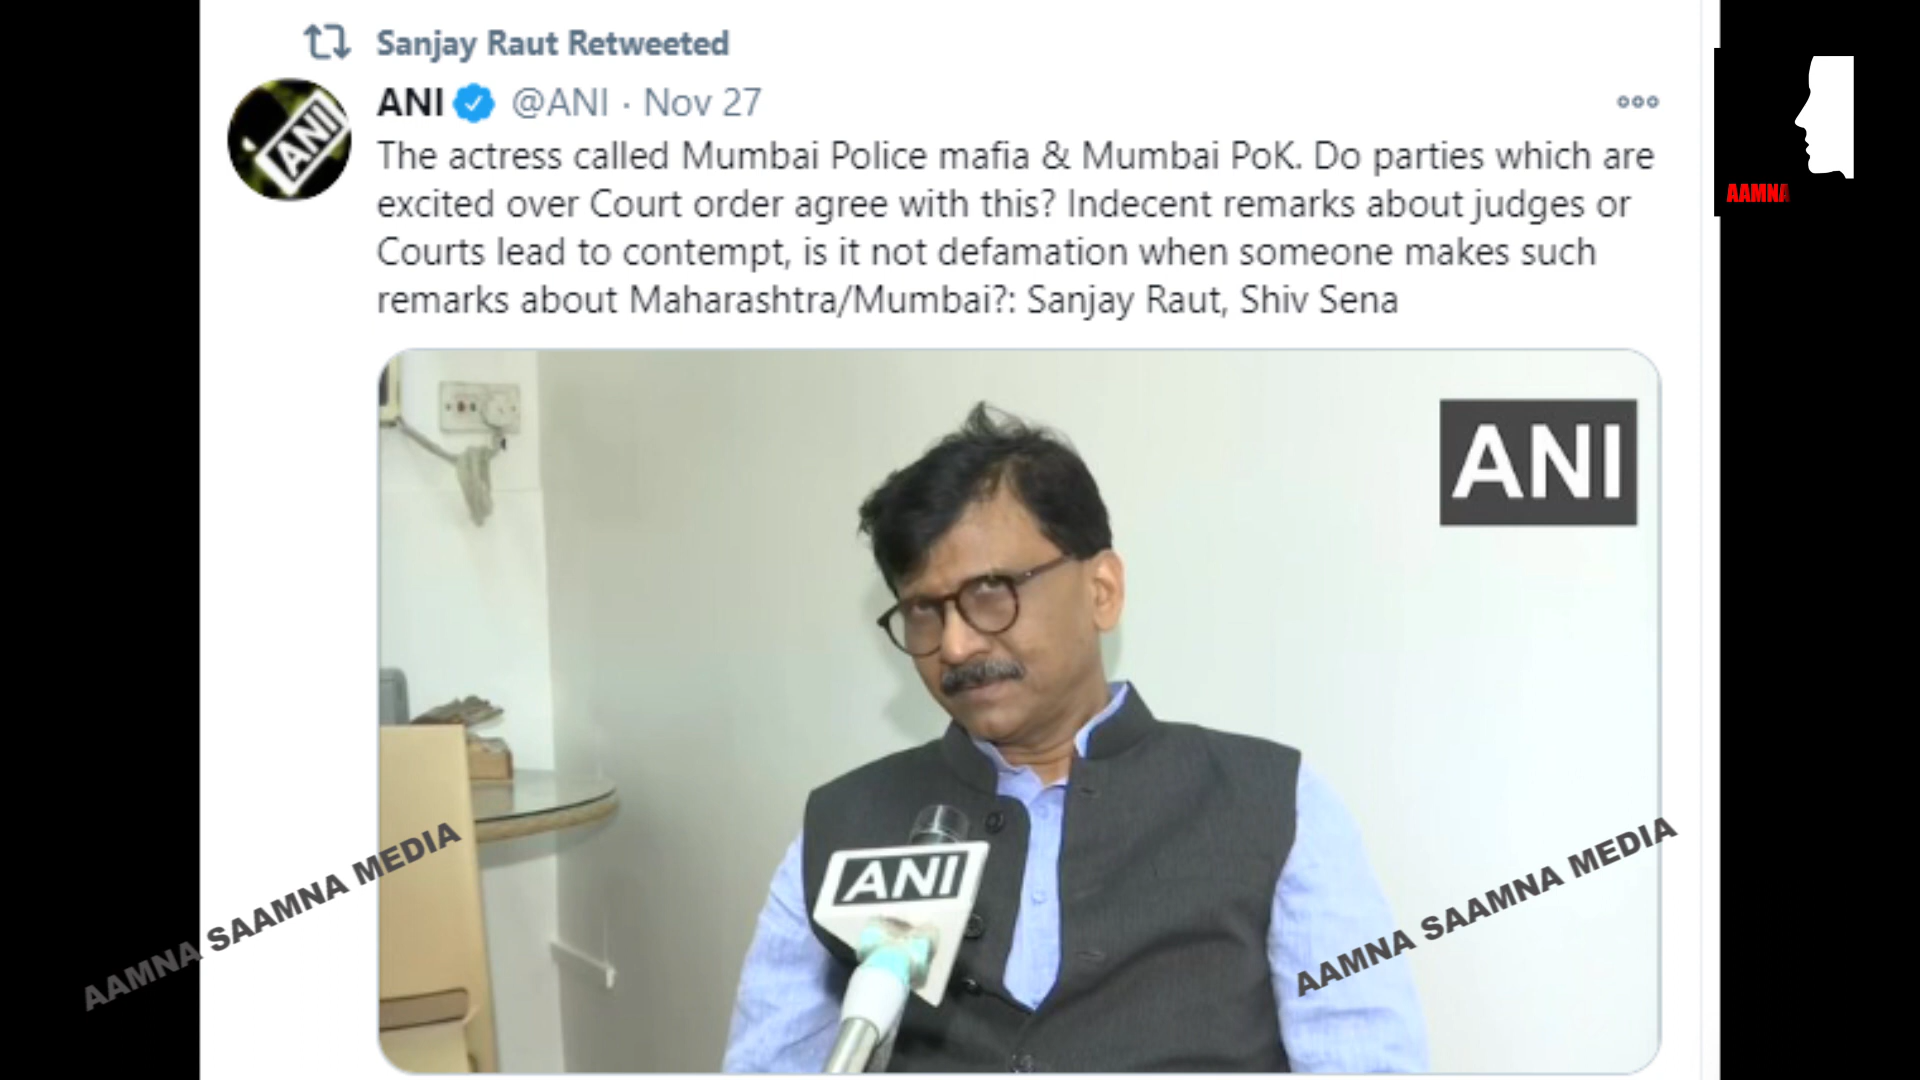 Sanjay Raut Retweeted
ANI @ANI · Nov 27
The actress called Mumbai Police mafia & Mumbai PoK. Do parties which are
excited over Court order agree with this? Indecent remarks about judges or
Courts lead to contempt, is it not defamation when someone makes such
remarks about Maharashtra/Mumbai?: Sanjay Raut, Shiv Sena
ANI
AAMNA
ANI
ANI
AAMNA SAAMNA MEDIA
AAMNA SAAMNA MEDIA